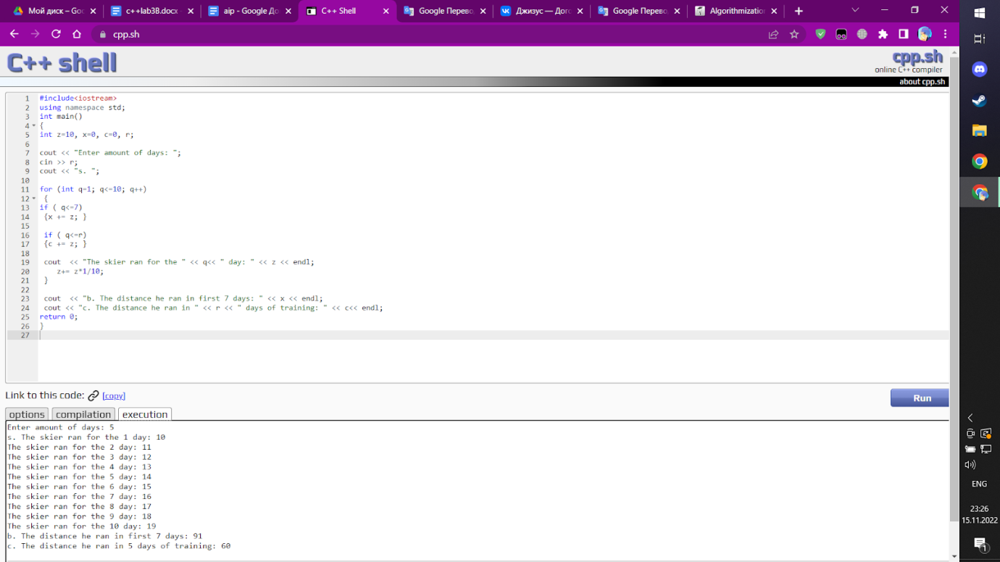 Мой диск – Goo
c++lab3B.docx
aip - Google До
C++ Shell
Google Перево
Джизус — Дого
Google Перево
Algorithmization
cpp.sh
C++ shell
cpp.sh
online C++ compiler
about cpp.sh
1 #include<iostream>
2 using namespace std;
3 int main()
4 {
5 int z=10, x=0, c=0, r;
6
7 cout << "Enter amount of days: ";
8 cin >> r;
9 cout << "s. ";
10
11 for (int q=1; q<=10; q++)
12 {
13 if ( q<=7)
14 {x += z; }
15
16 if ( q<=r)
17 {c += z; }
18
19 cout  << "The skier ran for the " << q<< " day: " << z << endl;
20 z+= z*1/10;
21 }
22
23 cout  << "b. The distance he ran in first 7 days: " << x << endl;
24 cout << "c. The distance he ran in " << r << " days of training: " << c<< endl;
25 return 0;
26 }
27
Link to this code: [copy]
Run
options compilation execution
Enter amount of days: 5
s. The skier ran for the 1 day: 10
The skier ran for the 2 day: 11
The skier ran for the 3 day: 12
The skier ran for the 4 day: 13
The skier ran for the 5 day: 14
The skier ran for the 6 day: 15
The skier ran for the 7 day: 16
The skier ran for the 8 day: 17
The skier ran for the 9 day: 18
The skier ran for the 10 day: 19
b. The distance he ran in first 7 days: 91
c. The distance he ran in 5 days of training: 60
ENG
23:26
15.11.2022
1